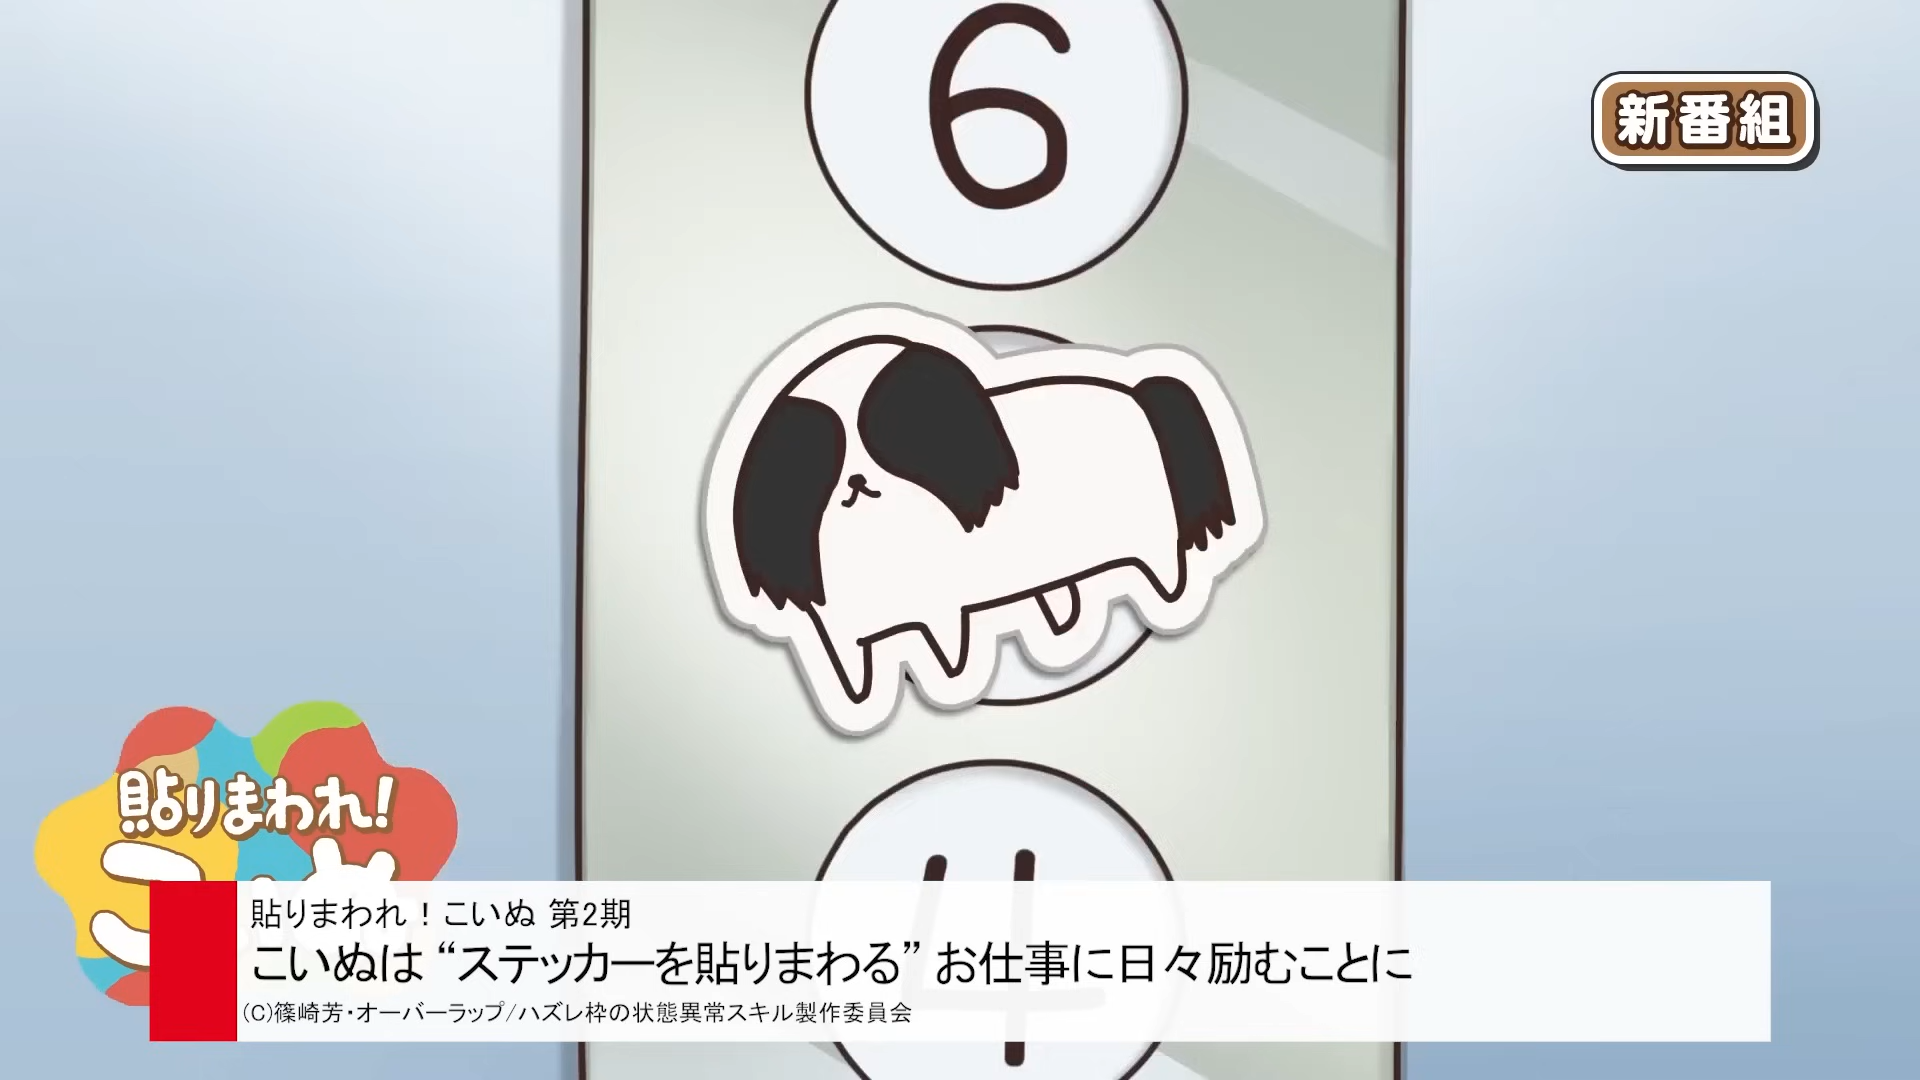 6
新番組
貼りまわれ!
こ
4
貼りまわれ！こいぬ 第2期
こいぬは “ステッカーを貼りまわる” お仕事に日々励むことに
(C)篠崎芳・オーバーラップ/ハズレ枠の状態異常スキル製作委員会